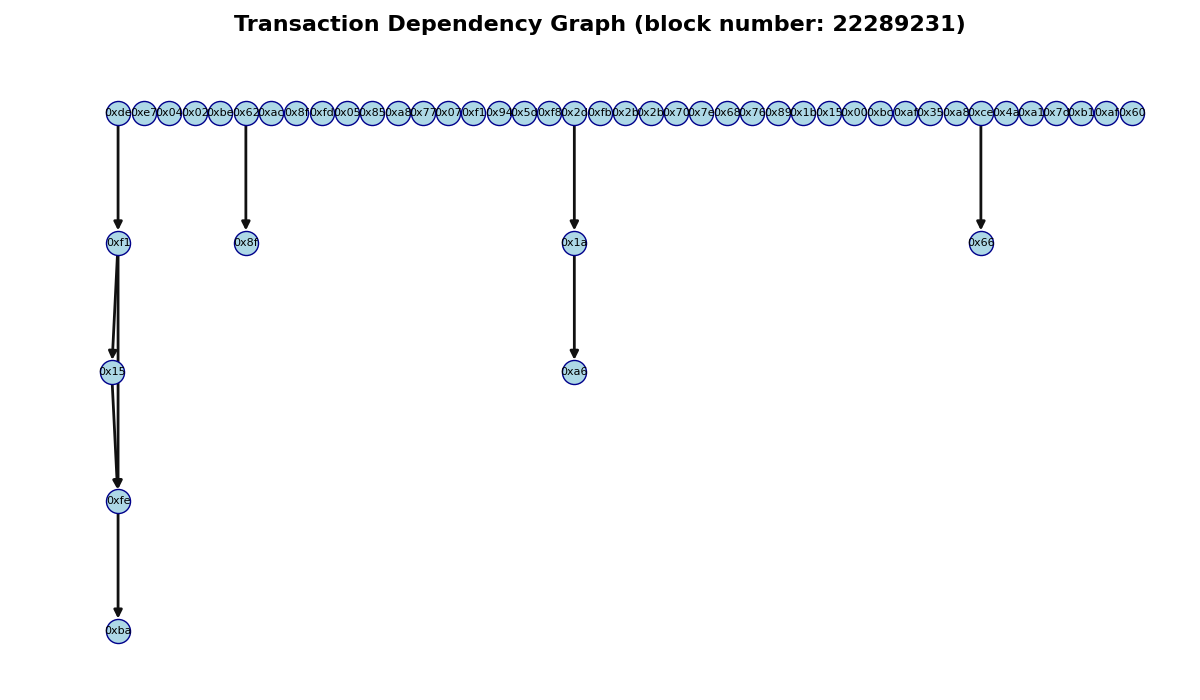 Transaction Dependency Graph (block number: 22289231)
0xde 0xe7 0x04 0x02 0xbe 0x62 0xac 0x8f 0xfd 0x05 0x85 0xa8 0x77 0x07 0xf1 0x94 0x5d 0xf8 0x2d 0xfb 0x2b 0x2b 0x70 0x7e 0x68 0x76 0x89 0x1b 0x15 0x00 0xbc 0xaf 0x35 0xa8 0xce 0x4a 0xa1 0x7d 0xb1 0xaf 0x60
0xf1 0x8f 0x1a 0x66
0x15 0xa6
0xfe
0xba